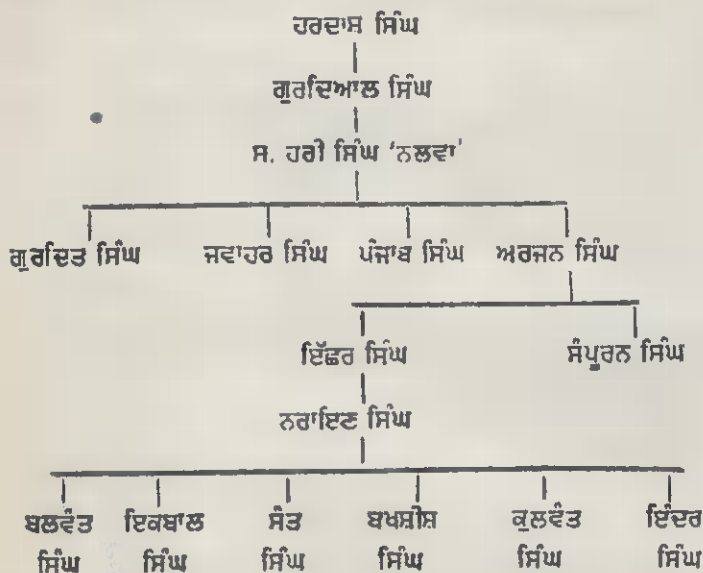 ਹਰਦਾਸ ਸਿੰਘ
ਗੁਰਦਿਆਲ ਸਿੰਘ
ਸ. ਹਰੀ ਸਿੰਘ ‘ਨਲਵਾ’
ਗੁਰਦਿਤ ਸਿੰਘ ਜਵਾਹਰ ਸਿੰਘ ਪੰਜਾਬ ਸਿੰਘ ਅਰਜਨ ਸਿੰਘ
ਇੱਛਰ ਸਿੰਘ ਸੰਪੂਰਨ ਸਿੰਘ
ਨਰਾਇਣ ਸਿੰਘ
ਬਲਵੰਤ ਇਕਬਾਲ ਸੰਤ ਬਖਸ਼ੀਸ਼ ਕੁਲਵੰਤ ਇੰਦਰ
ਸਿੰਘ ਸਿੰਘ ਸਿੰਘ ਸਿੰਘ ਸਿੰਘ ਸਿੰਘ